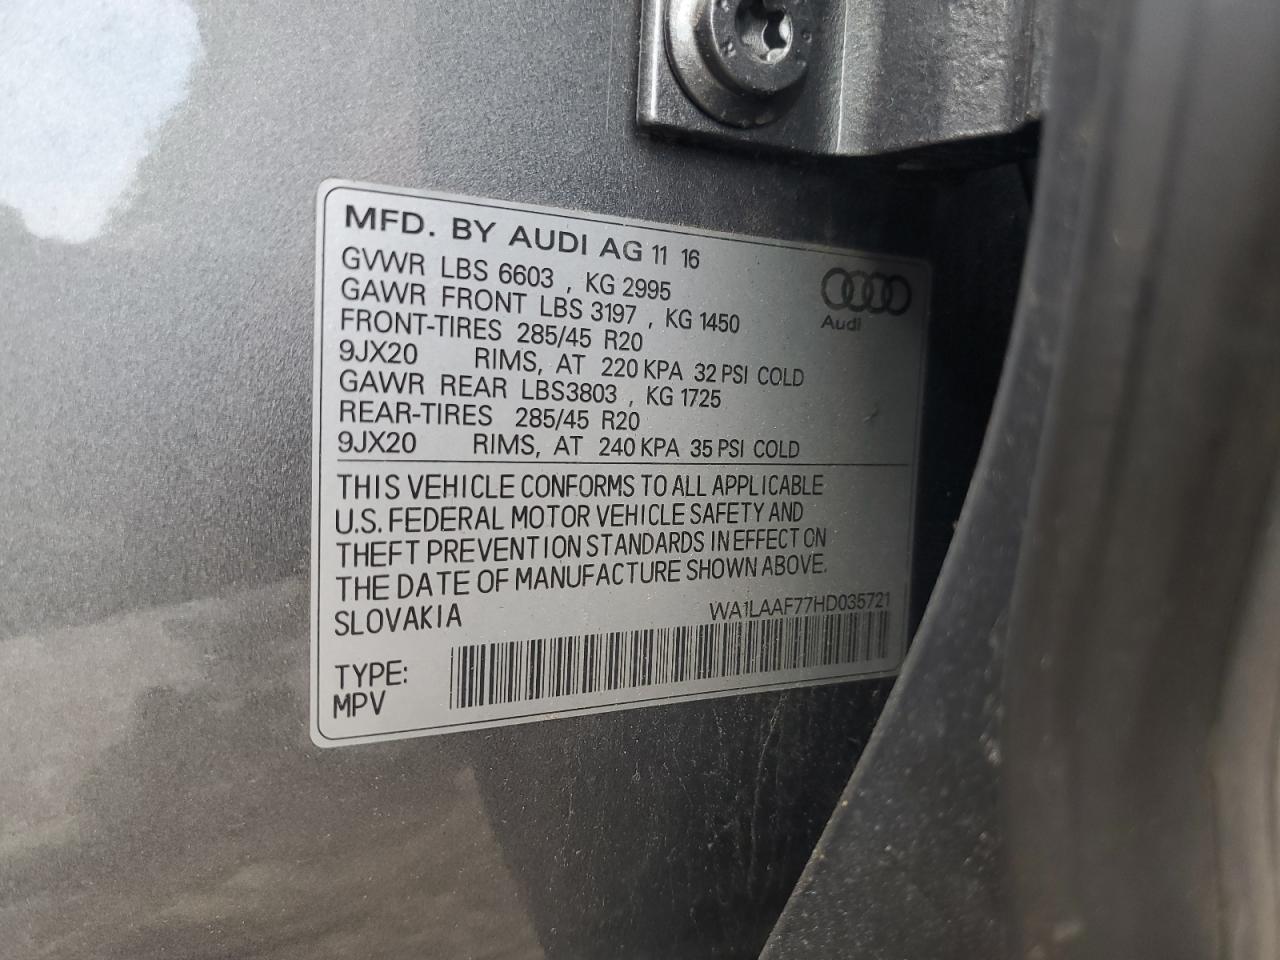 MFD. BY AUDI AG 11 16
GVWR LBS 6603 , KG 2995
GAWR FRONT LBS 3197 , KG 1450
FRONT-TIRES 285/45 R20
9JX20 RIMS, AT 220 KPA 32 PSI COLD
GAWR REAR LBS3803 , KG 1725
REAR-TIRES 285/45 R20
9JX20 RIMS, AT 240 KPA 35 PSI COLD
Audi
THIS VEHICLE CONFORMS TO ALL APPLICABLE
U.S. FEDERAL MOTOR VEHICLE SAFETY AND
THEFT PREVENTION STANDARDS IN EFFECT ON
THE DATE OF MANUFACTURE SHOWN ABOVE.
SLOVAKIA WA1LAAF77HD035721
TYPE:
MPV